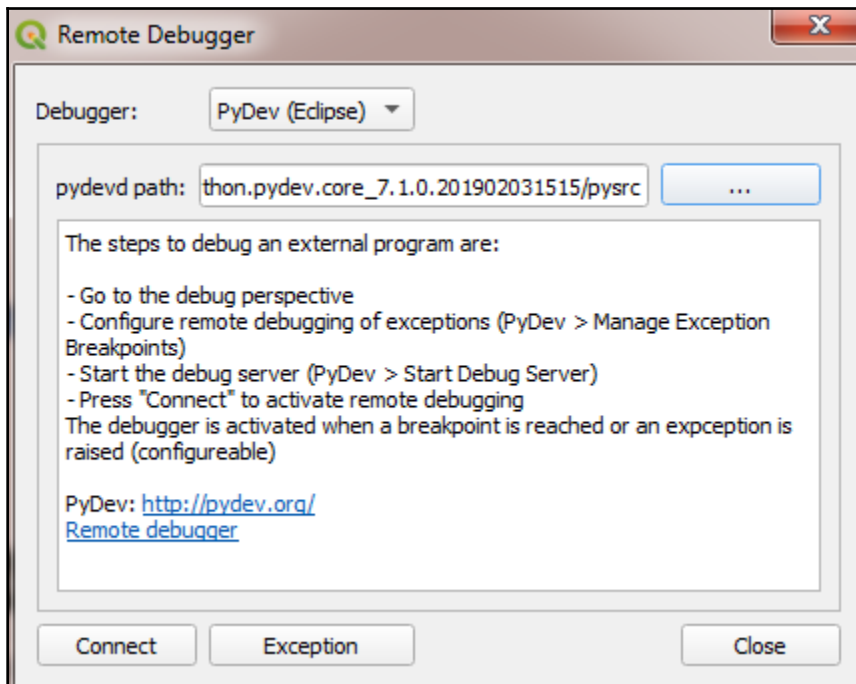 Remote Debugger
X
Debugger: PyDev (Eclipse)
pydevd path: thon.pydev.core_7.1.0.201902031515/pysrc ...
The steps to debug an external program are:
- Go to the debug perspective
- Configure remote debugging of exceptions (PyDev > Manage Exception
Breakpoints)
- Start the debug server (PyDev > Start Debug Server)
- Press "Connect" to activate remote debugging
The debugger is activated when a breakpoint is reached or an expception is
raised (configureable)
PyDev: http://pydev.org/
Remote debugger
Connect Exception Close